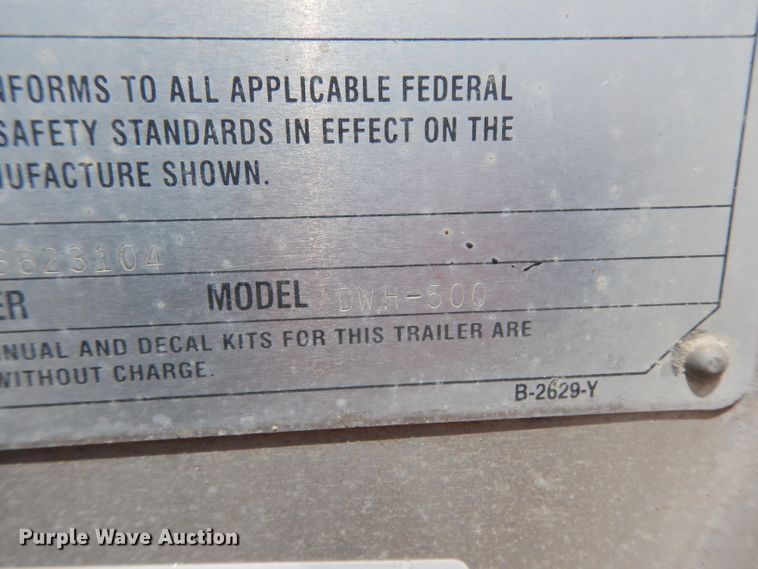 NFORMS TO ALL APPLICABLE FEDERAL
SAFETY STANDARDS IN EFFECT ON THE
NUFACTURE SHOWN.
6623104
ER MODEL DWH-500
NUAL AND DECAL KITS FOR THIS TRAILER ARE
WITHOUT CHARGE.
B-2629-Y
Purple Wave Auction